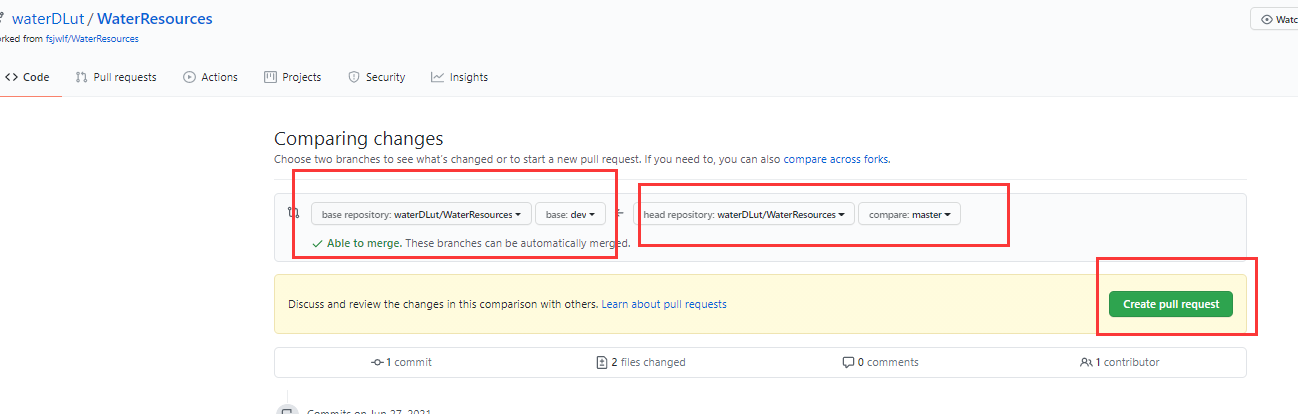 waterDLut / WaterResources
Watc
rked from fsjwlf/WaterResources
Code Pull requests Actions Projects Security Insights
Comparing changes
Choose two branches to see what's changed or to start a new pull request. If you need to, you can also compare across forks.
base repository: waterDLut/WaterResources base: dev head repository: waterDLut/WaterResources compare: master
Able to merge. These branches can be automatically merged.
Discuss and review the changes in this comparison with others. Learn about pull requests
Create pull request
1 commit 2 files changed 0 comments 1 contributor
Commits on Jun 27, 2021